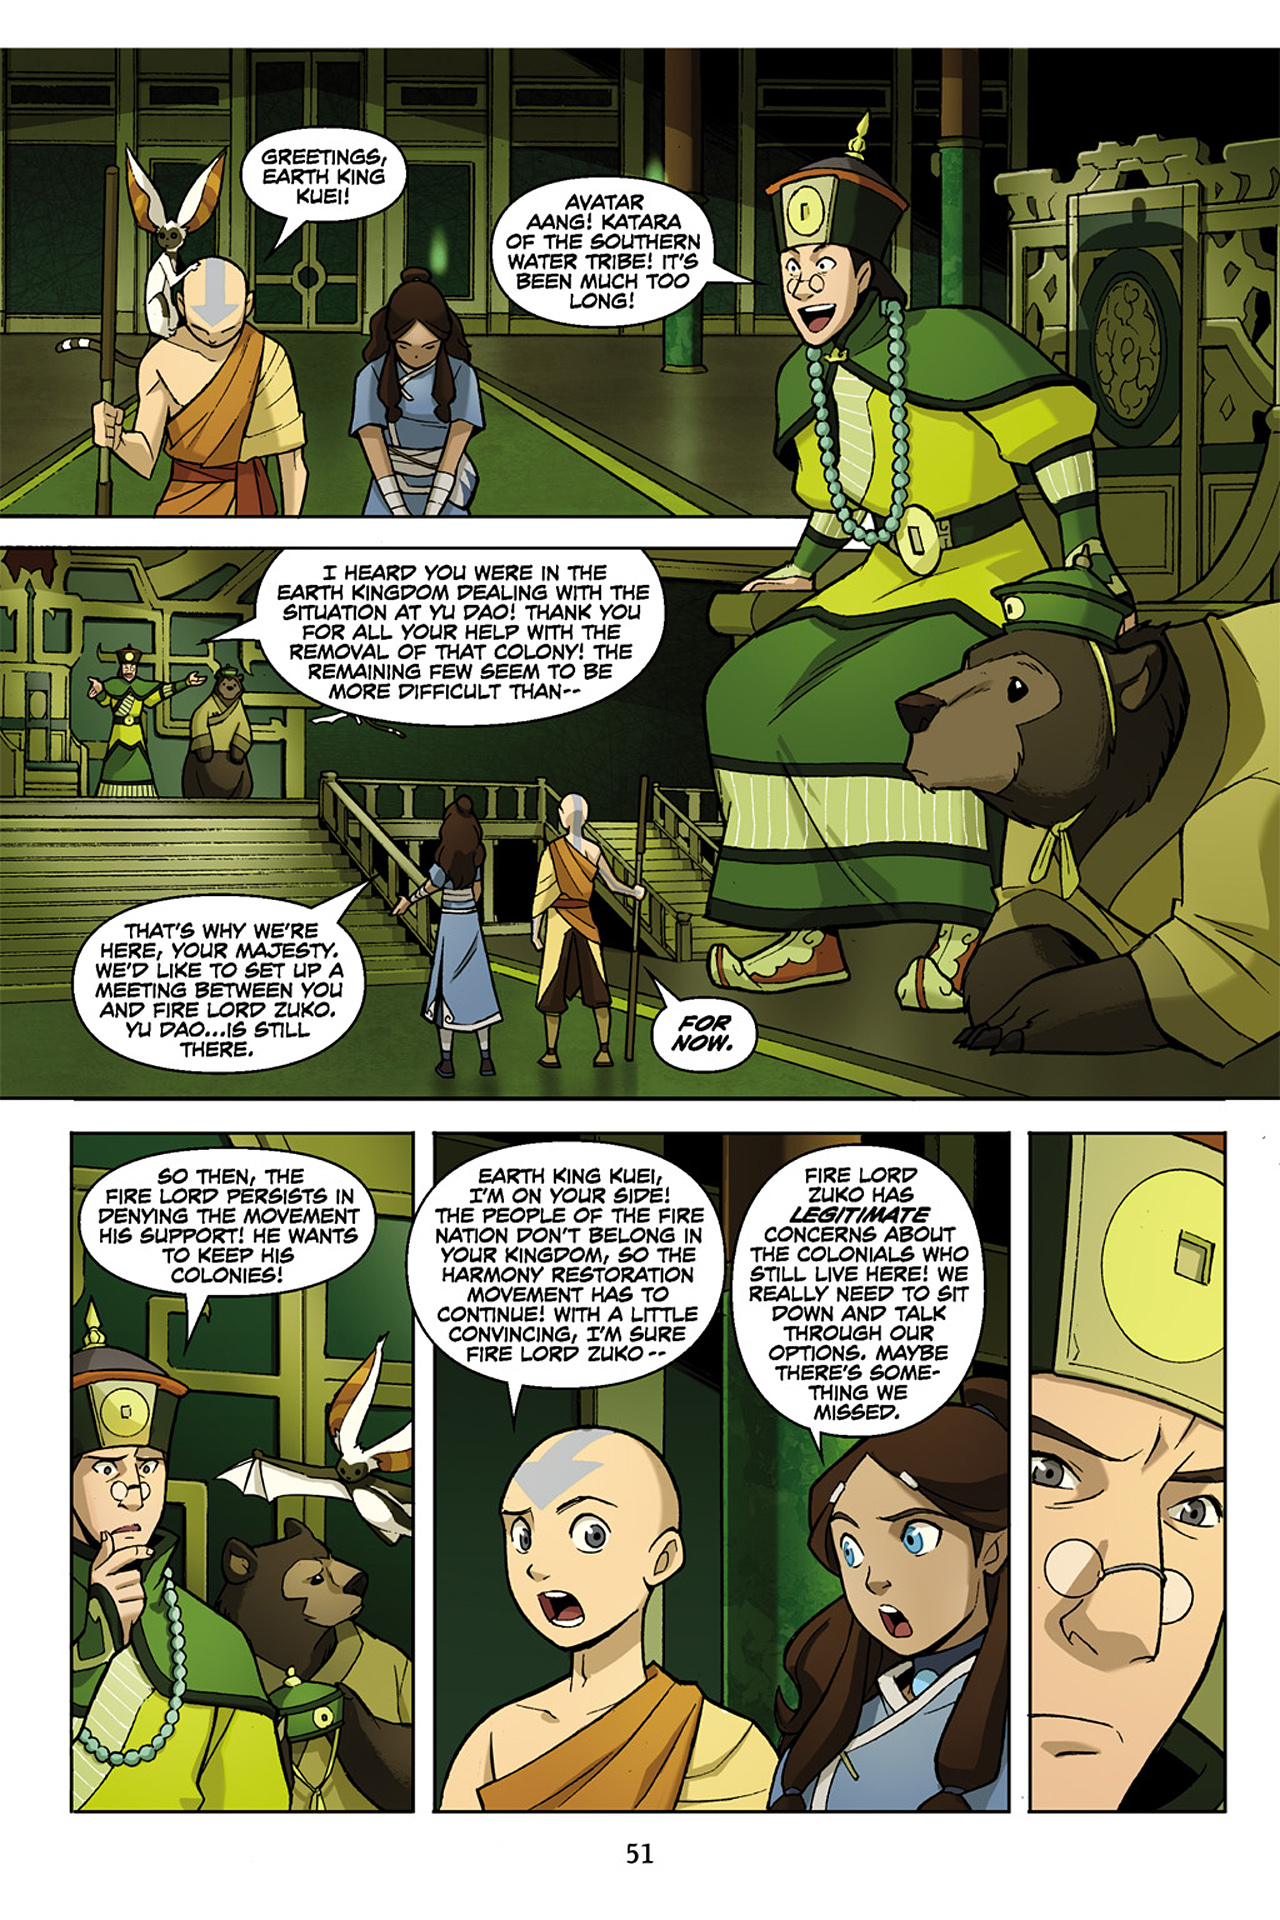 GREETINGS,
EARTH KING
KUEI!
AVATAR
AANG! KATARA
OF THE SOUTHERN
WATER TRIBE! IT'S
BEEN MUCH TOO
LONG!
I HEARD YOU WERE IN THE
EARTH KINGDOM DEALING WITH THE
SITUATION AT YU DAO! THANK YOU
FOR ALL YOUR HELP WITH THE
REMOVAL OF THAT COLONY! THE
REMAINING FEW SEEM TO BE
MORE DIFFICULT THAN--
THAT'S WHY WE'RE
HERE, YOUR MAJESTY.
WE'D LIKE TO SET UP A
MEETING BETWEEN YOU
AND FIRE LORD ZUKO.
YU DAO...IS STILL
THERE.
FOR
NOW.
SO THEN, THE
FIRE LORD PERSISTS IN
DENYING THE MOVEMENT
HIS SUPPORT! HE WANTS
TO KEEP HIS
COLONIES!
EARTH KING KUEI,
I'M ON YOUR SIDE!
THE PEOPLE OF THE FIRE
NATION DON'T BELONG IN
YOUR KINGDOM, SO THE
HARMONY RESTORATION
MOVEMENT HAS TO
CONTINUE! WITH A LITTLE
CONVINCING, I'M SURE
FIRE LORD ZUKO--
FIRE LORD
ZUKO HAS
LEGITIMATE
CONCERNS ABOUT
THE COLONIALS WHO
STILL LIVE HERE! WE
REALLY NEED TO SIT
DOWN AND TALK
THROUGH OUR
OPTIONS. MAYBE
THERE'S SOME-
THING WE
MISSED.
51